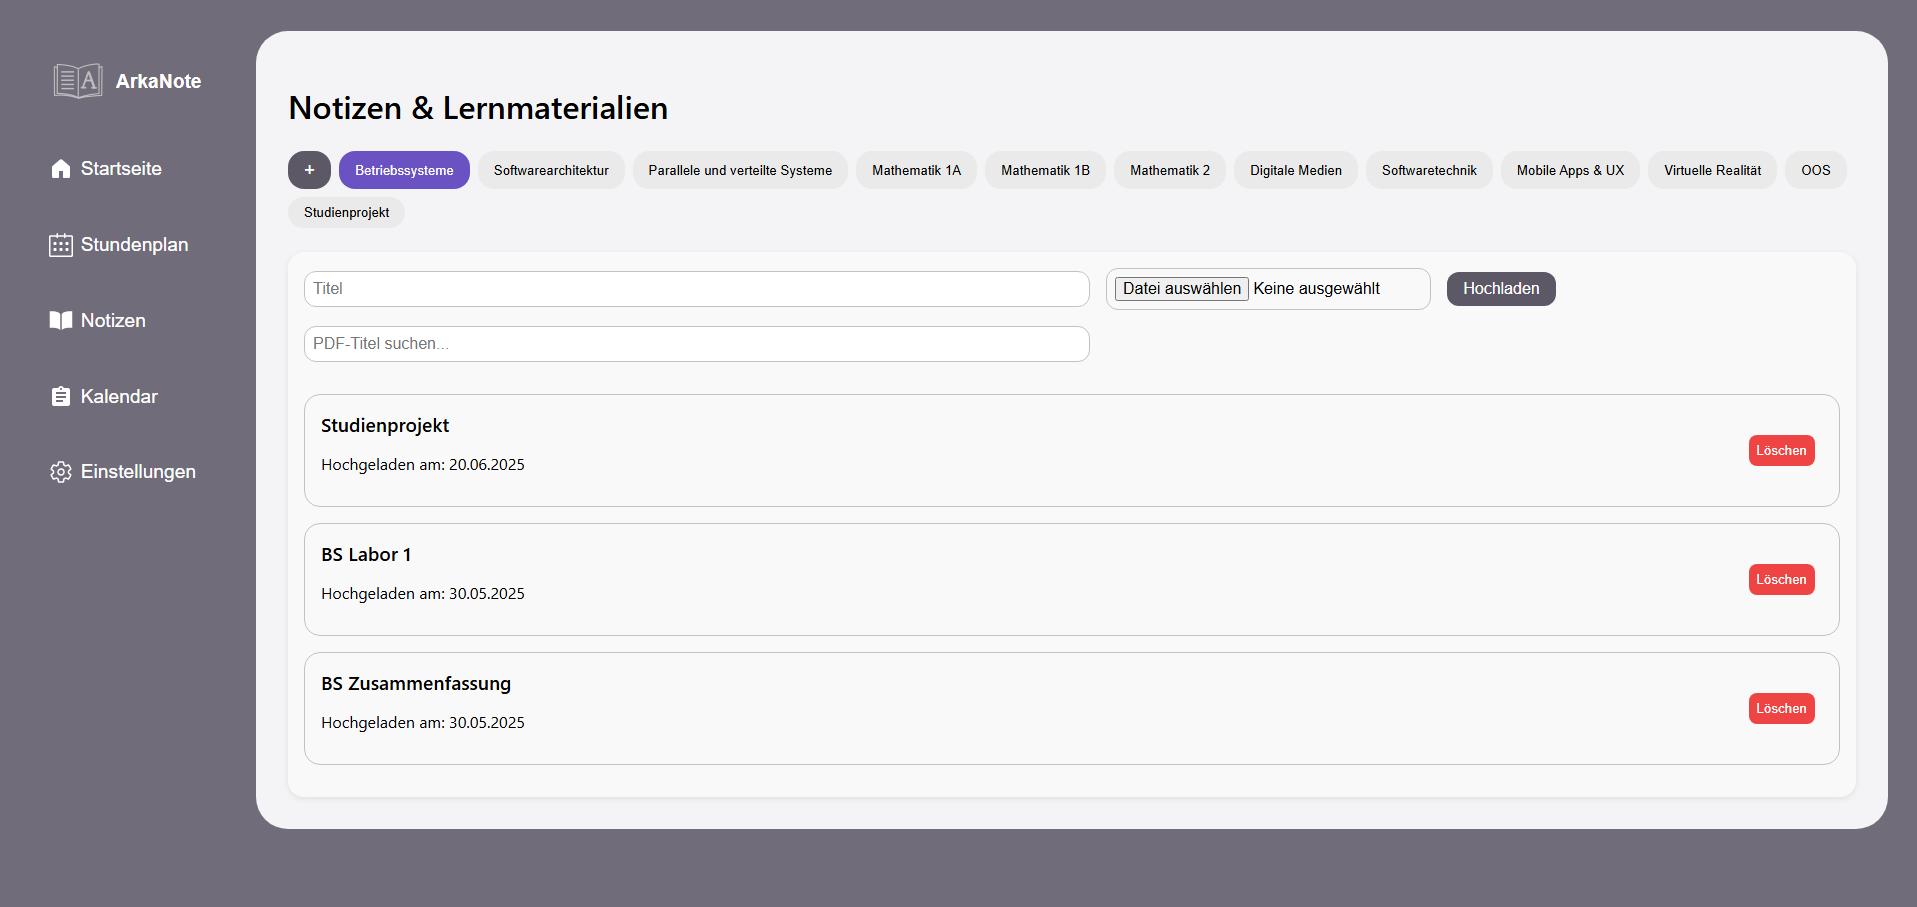 ArkaNote
Startseite
Stundenplan
Notizen
Kalendar
Einstellungen
Notizen & Lernmaterialien
+ Betriebssysteme Softwarearchitektur Parallele und verteilte Systeme Mathematik 1A Mathematik 1B Mathematik 2 Digitale Medien Softwaretechnik Mobile Apps & UX Virtuelle Realität OOS
Studienprojekt
Titel Datei auswählen Keine ausgewählt Hochladen
PDF-Titel suchen...
Studienprojekt
Hochgeladen am: 20.06.2025
Löschen
BS Labor 1
Hochgeladen am: 30.05.2025
Löschen
BS Zusammenfassung
Hochgeladen am: 30.05.2025
Löschen